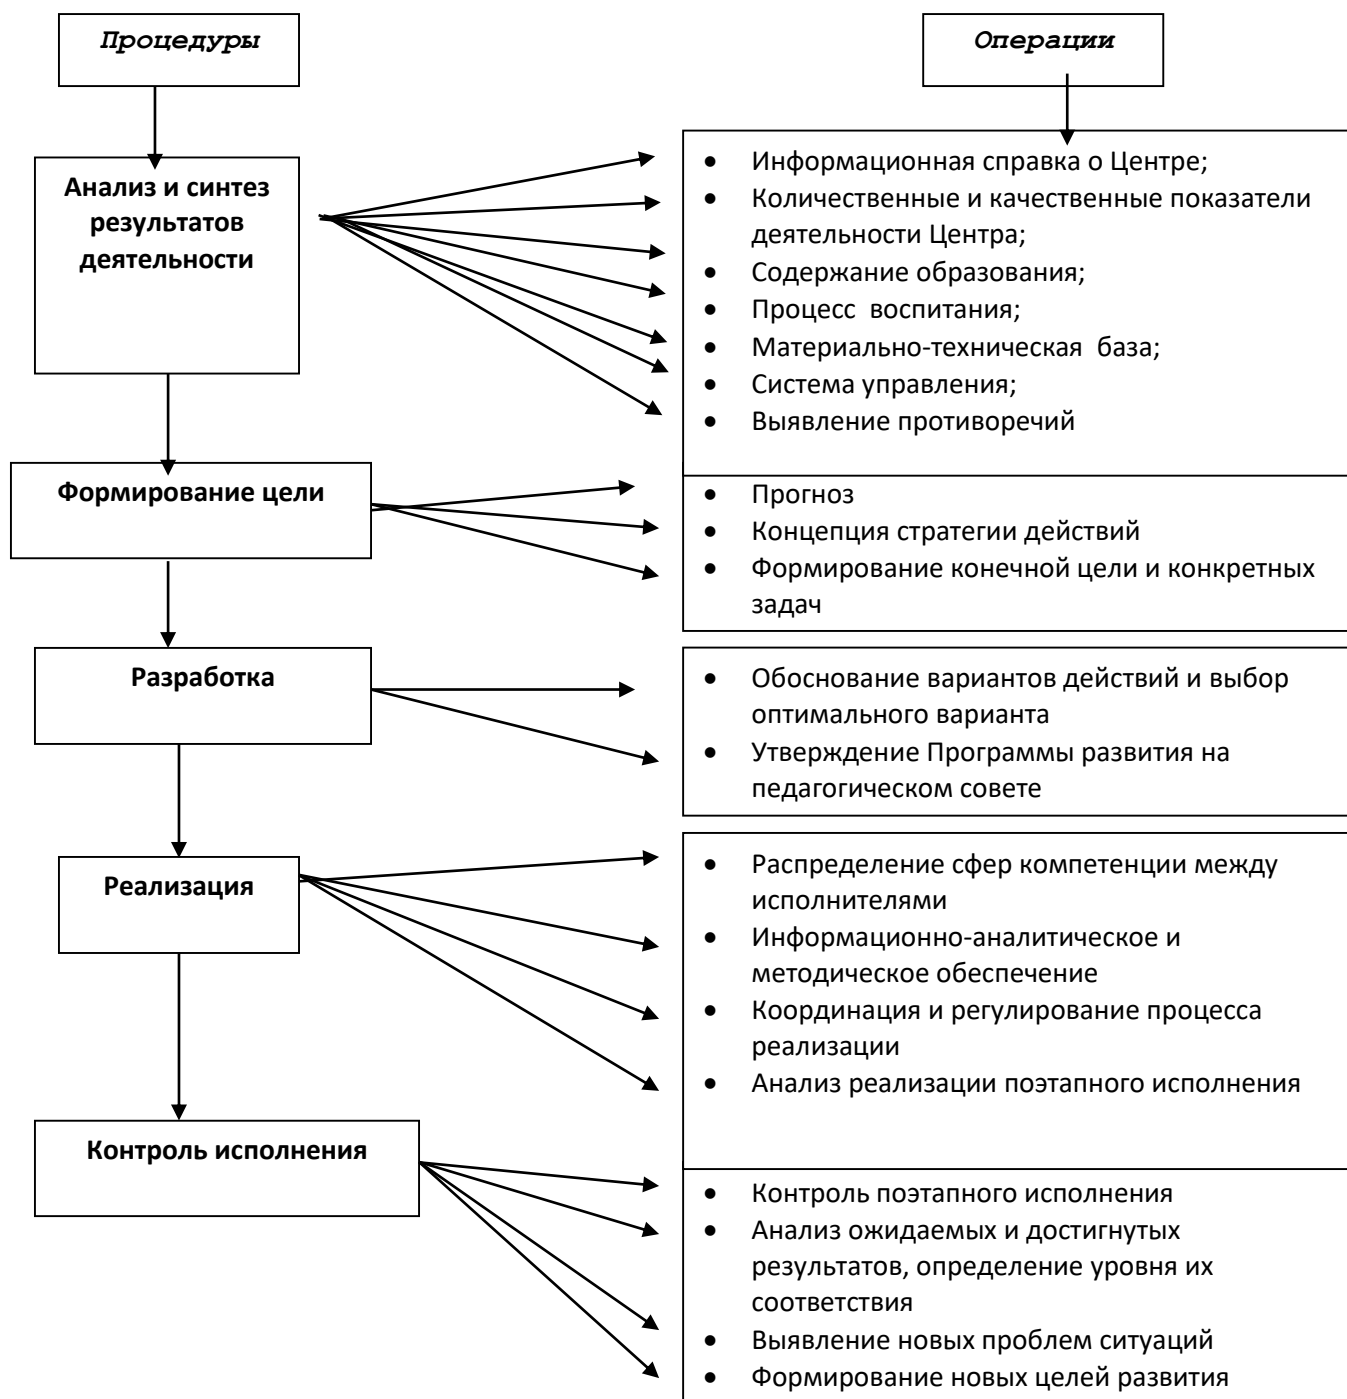 Процедуры
Операции
Анализ и синтез
результатов
деятельности
• Информационная справка о Центре;
• Количественные и качественные показатели
деятельности Центра;
• Содержание образования;
• Процесс  воспитания;
• Материально-техническая  база;
• Система управления;
• Выявление противоречий
Формирование цели
• Прогноз
• Концепция стратегии действий
• Формирование конечной цели и конкретных
задач
Разработка
• Обоснование вариантов действий и выбор
оптимального варианта
• Утверждение Программы развития на
педагогическом совете
Реализация
• Распределение сфер компетенции между
исполнителями
• Информационно-аналитическое и
методическое обеспечение
• Координация и регулирование процесса
реализации
• Анализ реализации поэтапного исполнения
Контроль исполнения
• Контроль поэтапного исполнения
• Анализ ожидаемых и достигнутых
результатов, определение уровня их
соответствия
• Выявление новых проблем ситуаций
• Формирование новых целей развития